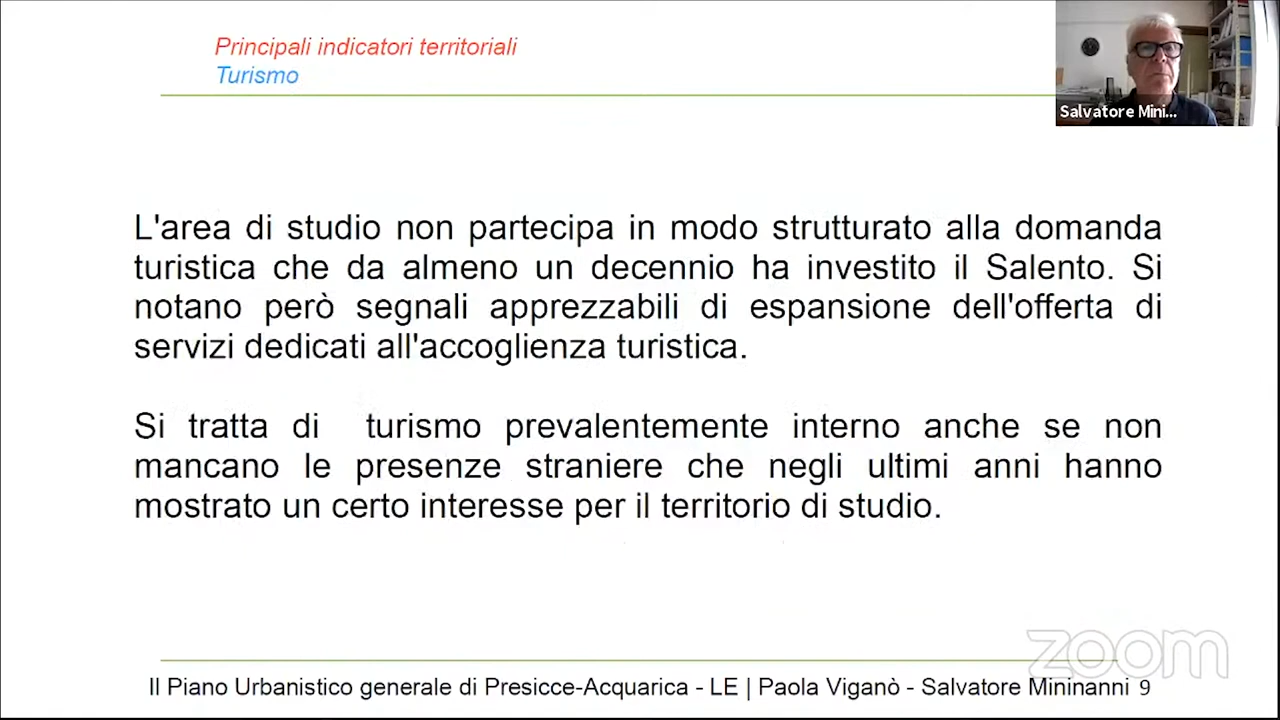 Principali indicatori territoriali
Turismo
Salvatore Mini...
L'area di studio non partecipa in modo strutturato alla domanda
turistica che da almeno un decennio ha investito il Salento. Si
notano però segnali apprezzabili di espansione dell'offerta di
servizi dedicati all'accoglienza turistica.
Si tratta di turismo prevalentemente interno anche se non
mancano le presenze straniere che negli ultimi anni hanno
mostrato un certo interesse per il territorio di studio.
zoom
Il Piano Urbanistico generale di Presicce-Acquarica - LE | Paola Viganò - Salvatore Mininanni 9